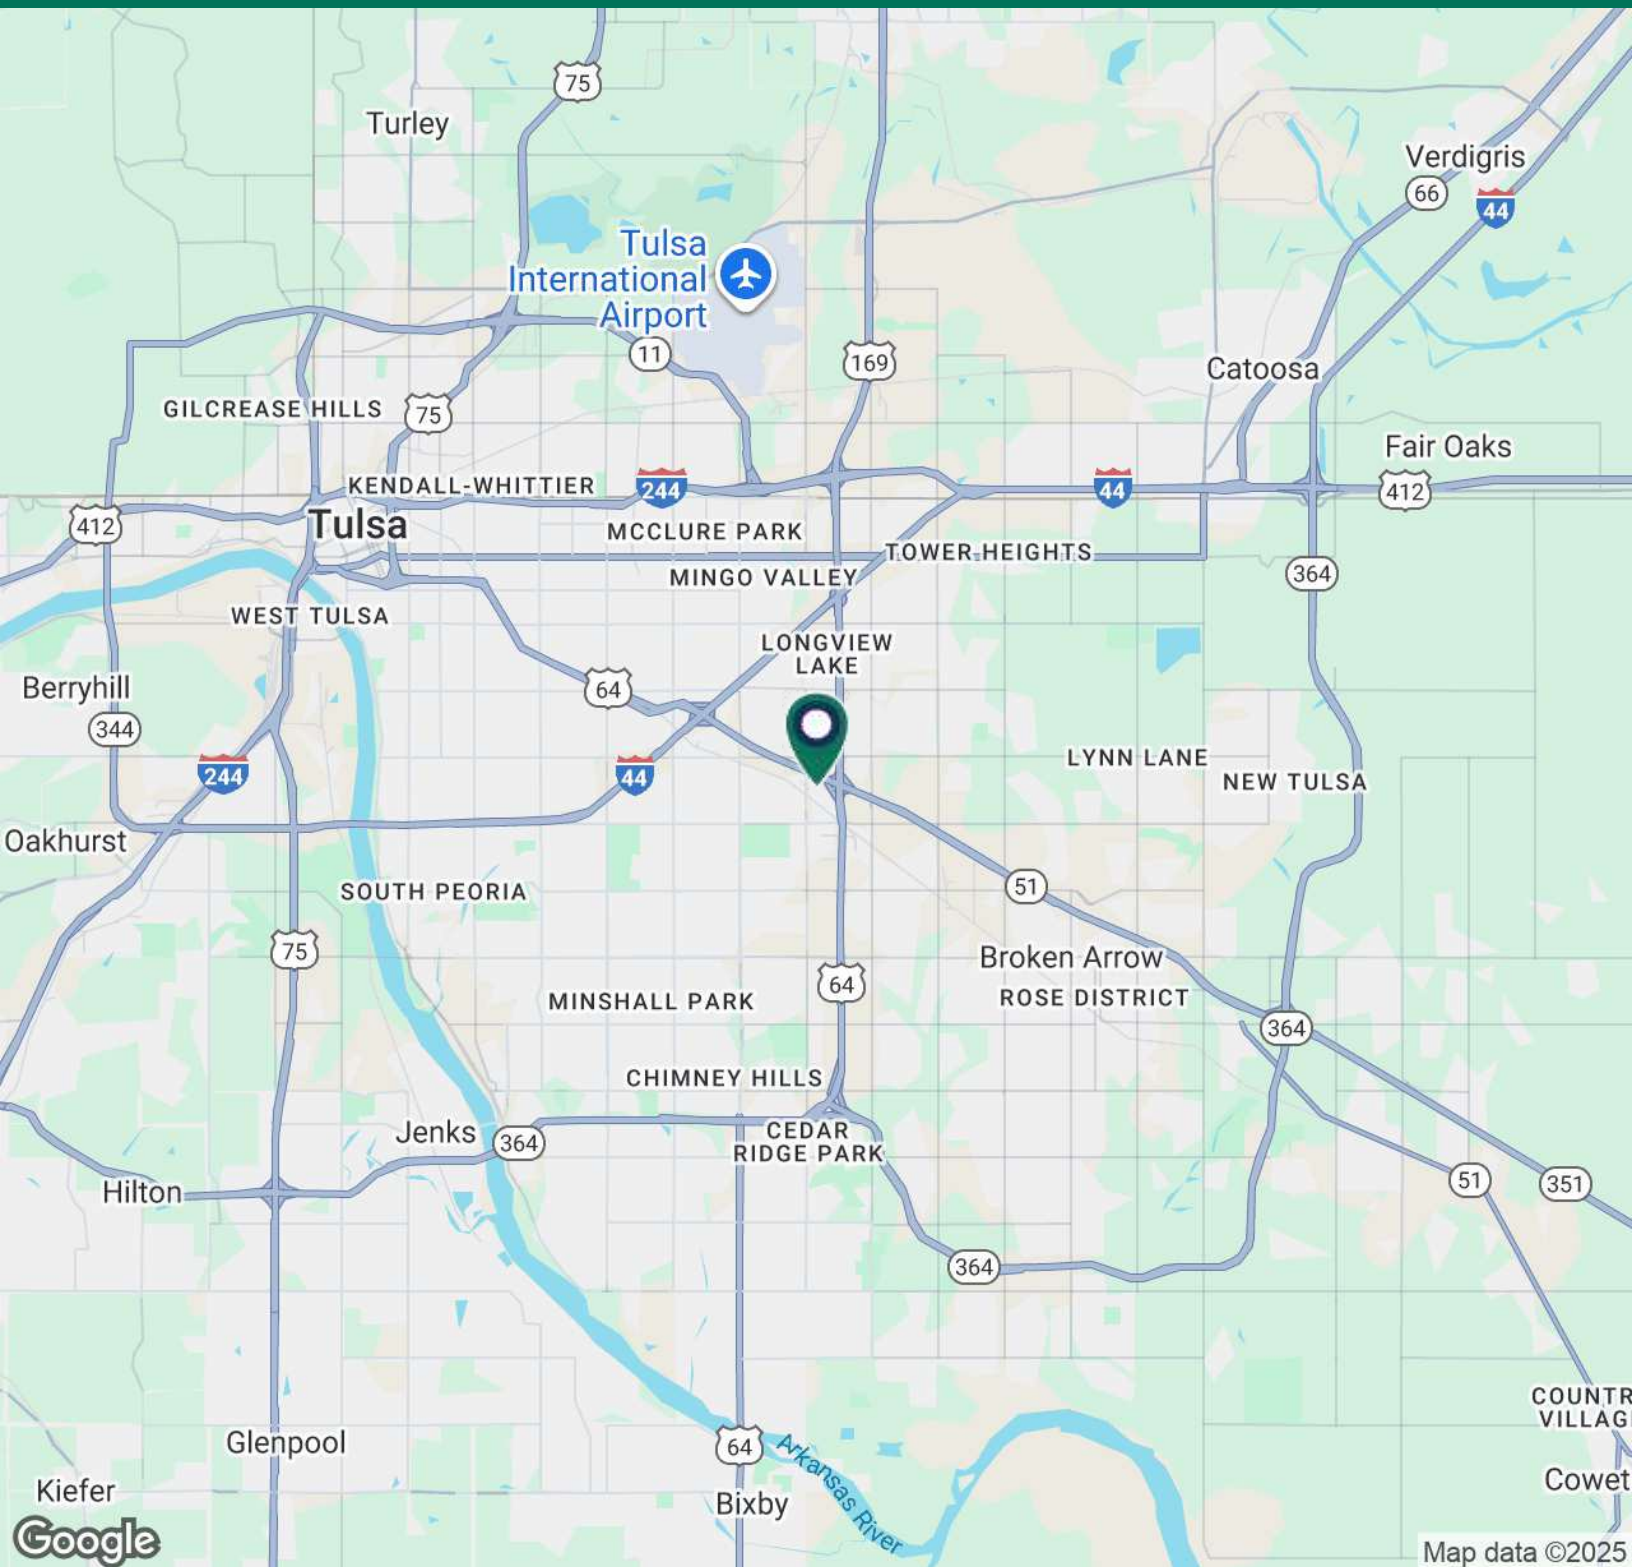 75
Turley
Verdigris
66
44
Tulsa
International
Airport
11
169
Catoosa
GILCREASE HILLS
75
Fair Oaks
KENDALL-WHITTIER
244
44
412
412
Tulsa
MCCLURE PARK
TOWER HEIGHTS
MINGO VALLEY
364
WEST TULSA
LONGVIEW
LAKE
Berryhill
64
344
LYNN LANE
244
44
NEW TULSA
Oakhurst
SOUTH PEORIA
51
75
Broken Arrow
64
MINSHALL PARK
ROSE DISTRICT
364
CHIMNEY HILLS
Jenks
364
CEDAR
RIDGE PARK
Hilton
51
351
364
COUNTR
VILLAG
Glenpool
64
Arkansas River
Kiefer
Cowet
Bixby
Google
Map data ©2025